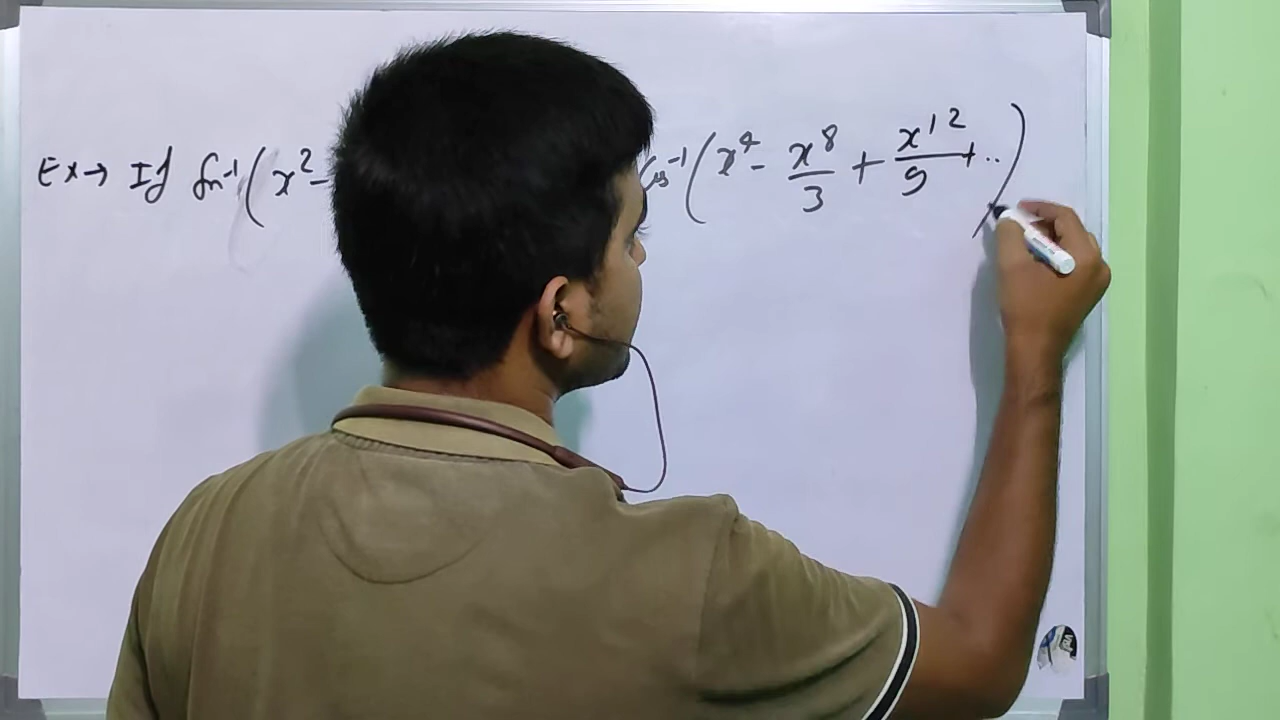 Ex→ If sin⁻¹(x² - cos⁻¹(x⁴ - x⁸/3 + x¹²/9 + ..)